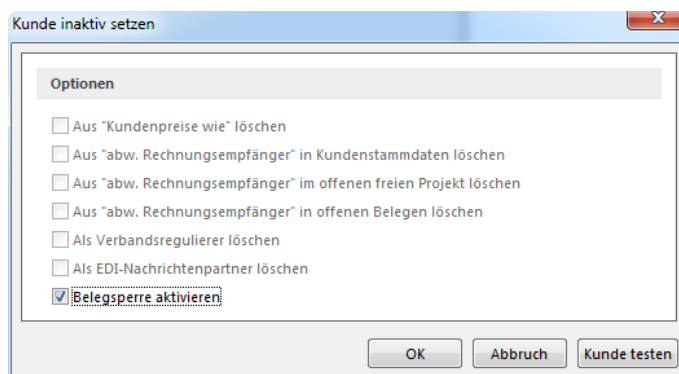 Kunde inaktiv setzen
Optionen
Aus "Kundenpreise wie" löschen
Aus "abw. Rechnungsempfänger" in Kundenstammdaten löschen
Aus "abw. Rechnungsempfänger" im offenen freien Projekt löschen
Aus "abw. Rechnungsempfänger" in offenen Belegen löschen
Als Verbandsregulierer löschen
Als EDI-Nachrichtenpartner löschen
Belegsperre aktivieren
OK Abbruch Kunde testen